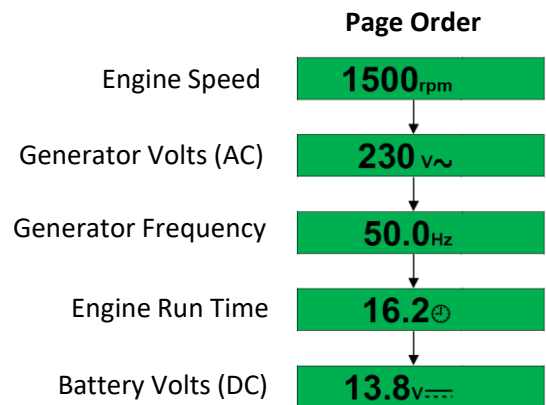 Page Order
Engine Speed 1500rpm
Generator Volts (AC) 230 V~
Generator Frequency 50.0Hz
Engine Run Time 16.2
Battery Volts (DC) 13.8V